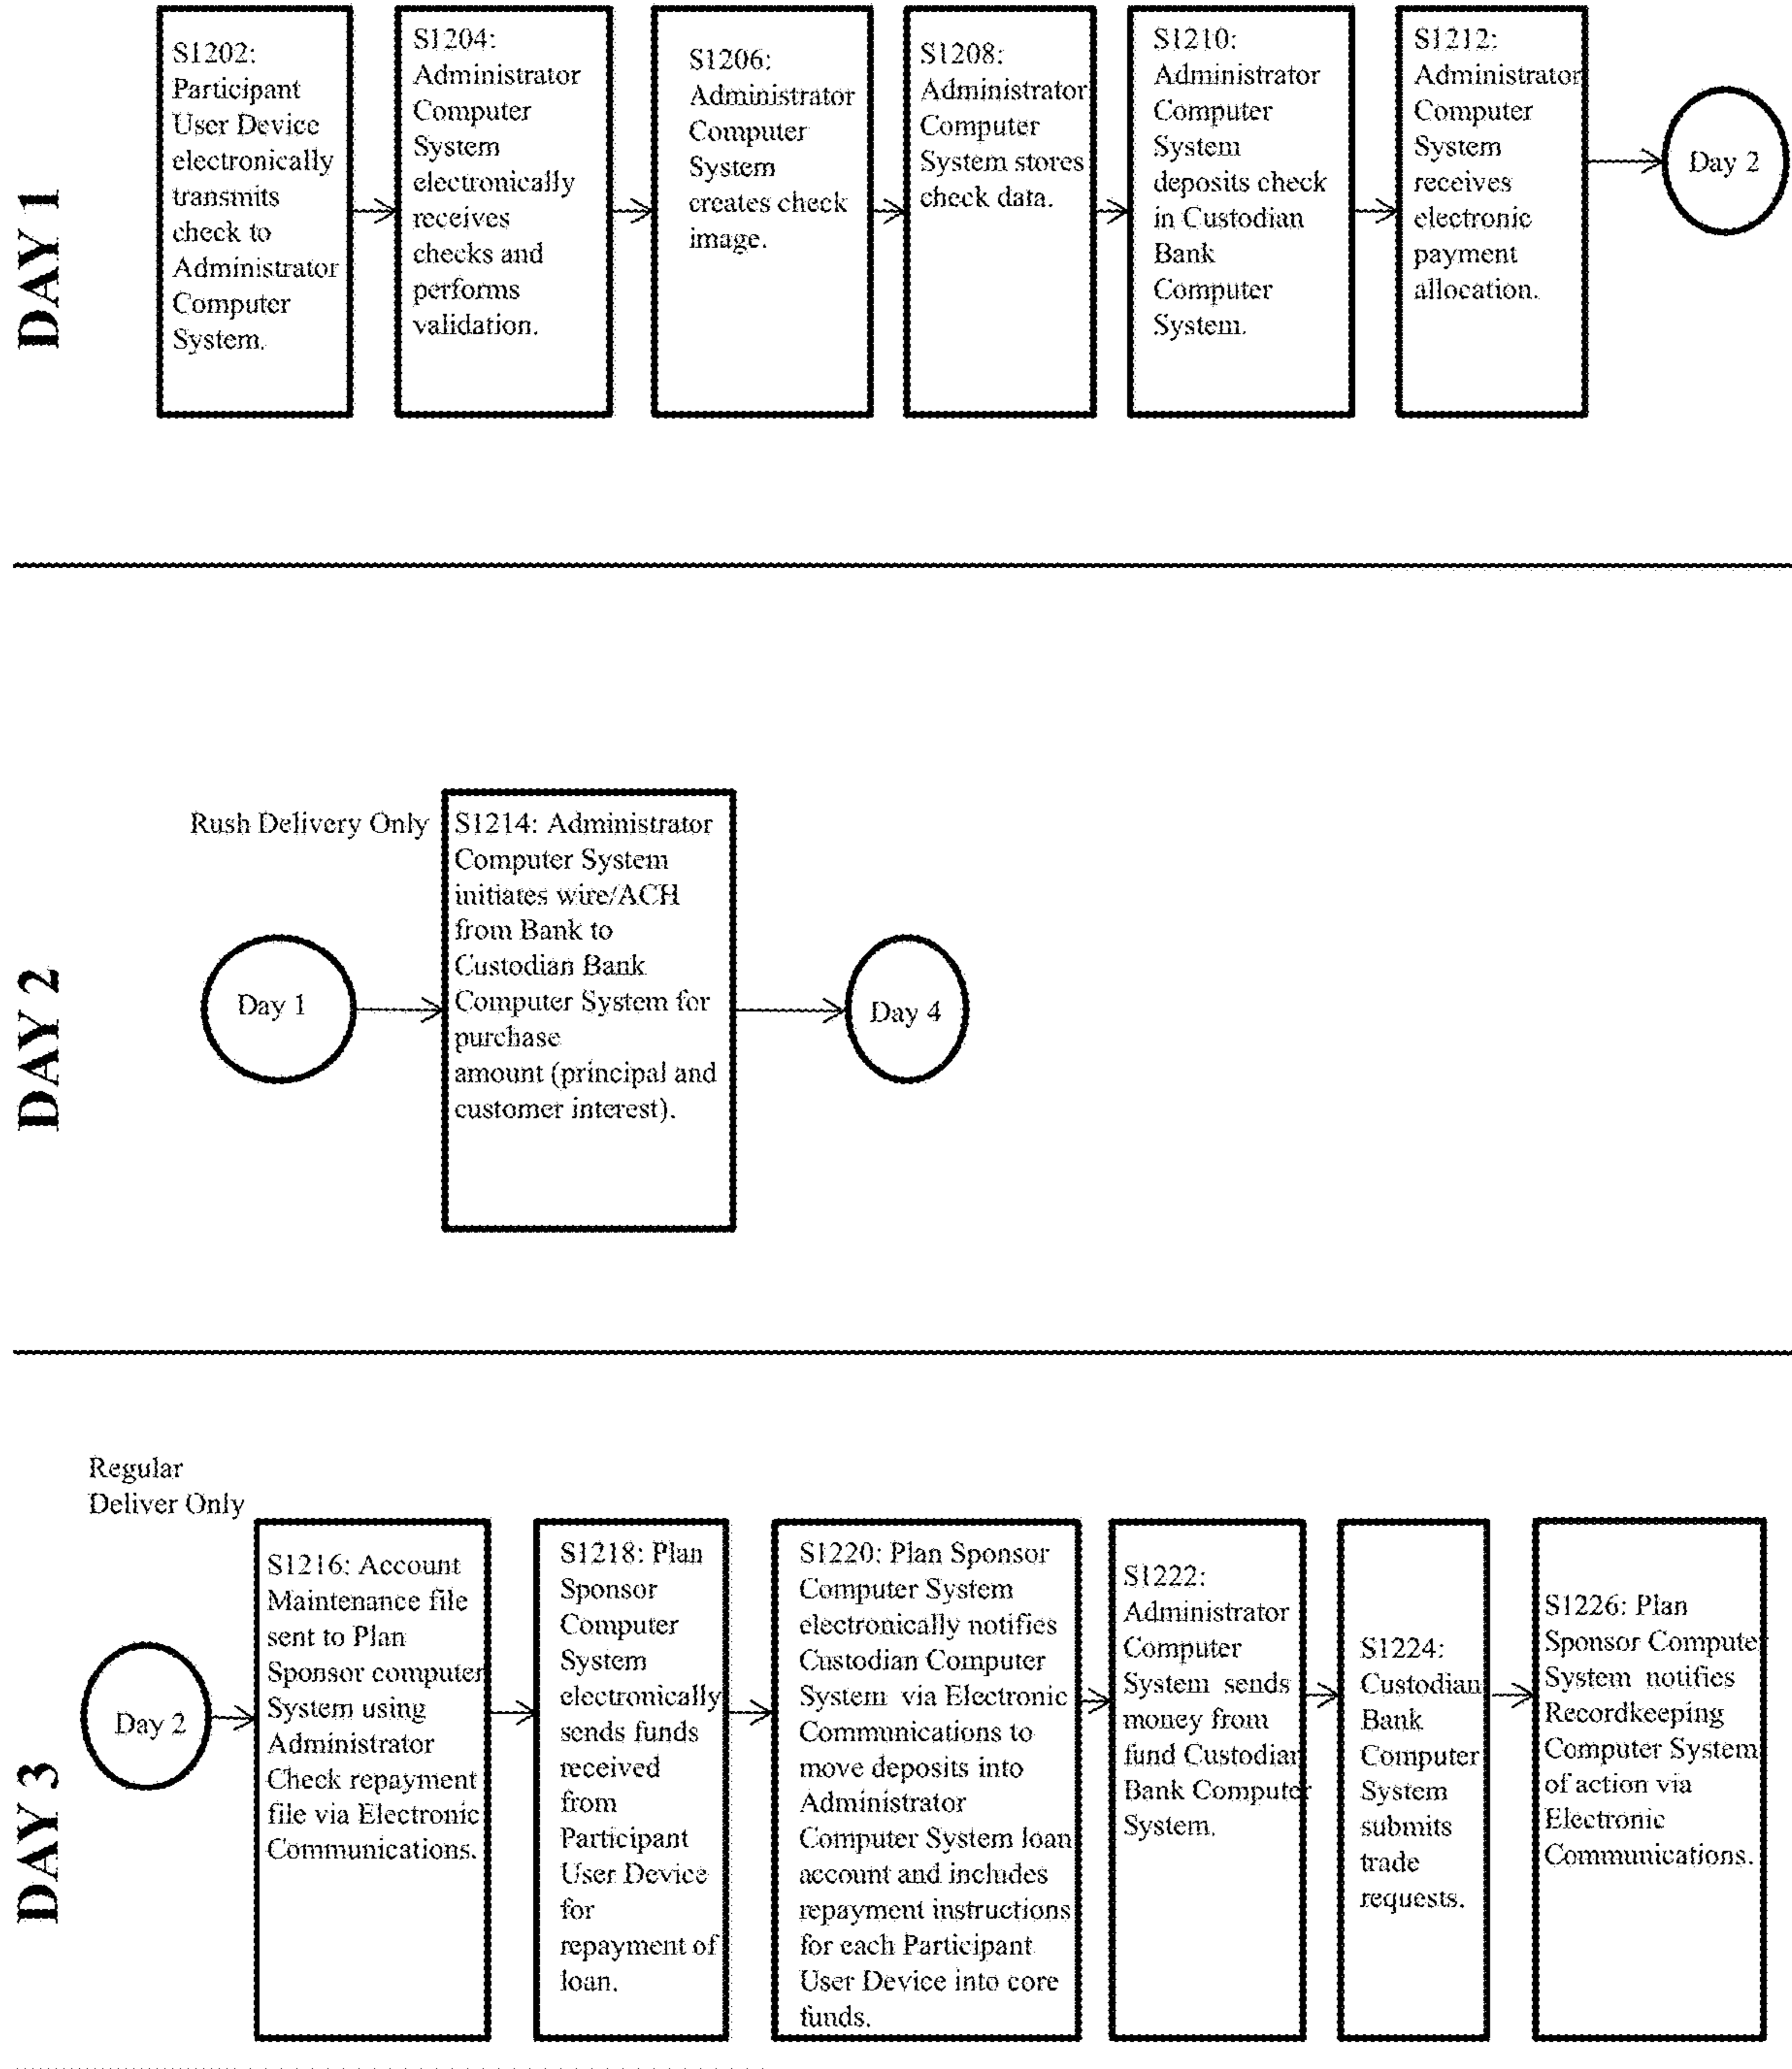 DAY 1
S1202:
Participant
User Device
electronically
transmits
check to
Administrator
Computer
System.
S1204:
Administrator
Computer
System
electronically
receives
checks and
performs
validation.
S1206:
Administrator
Computer
System
creates check
image.
S1208:
Administrator
Computer
System stores
check data.
S1210:
Administrator
Computer
System
deposits check
in Custodian
Bank
Computer
System.
S1212:
Administrator
Computer
System
receives
electronic
payment
allocation.
Day 2
DAY 2
Rush Delivery Only
Day 1
S1214: Administrator
Computer System
initiates wire/ACH
from Bank to
Custodian Bank
Computer System for
purchase
amount (principal and
customer interest).
Day 4
DAY 3
Regular
Deliver Only
Day 2
S1216: Account
Maintenance file
sent to Plan
Sponsor computer
System using
Administrator
Check repayment
file via Electronic
Communications.
S1218: Plan
Sponsor
Computer
System
electronically
sends funds
received
from
Participant
User Device
for
repayment of
loan.
S1220: Plan Sponsor
Computer System
electronically notifies
Custodian Computer
System via Electronic
Communications to
move deposits into
Administrator
Computer System loan
account and includes
repayment instructions
for each Participant
User Device into core
funds.
S1222:
Administrator
Computer
System sends
money from
fund Custodian
Bank Computer
System.
S1224:
Custodian
Bank
Computer
System
submits
trade
requests.
S1226: Plan
Sponsor Compute
System notifies
Recordkeeping
Computer System
of action via
Electronic
Communications.